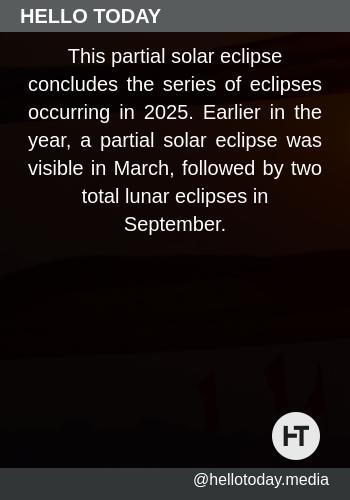 HELLO TODAY
This partial solar eclipse
concludes the series of eclipses
occurring in 2025. Earlier in the
year, a partial solar eclipse was
visible in March, followed by two
total lunar eclipses in
September.
HT
@hellotoday.media